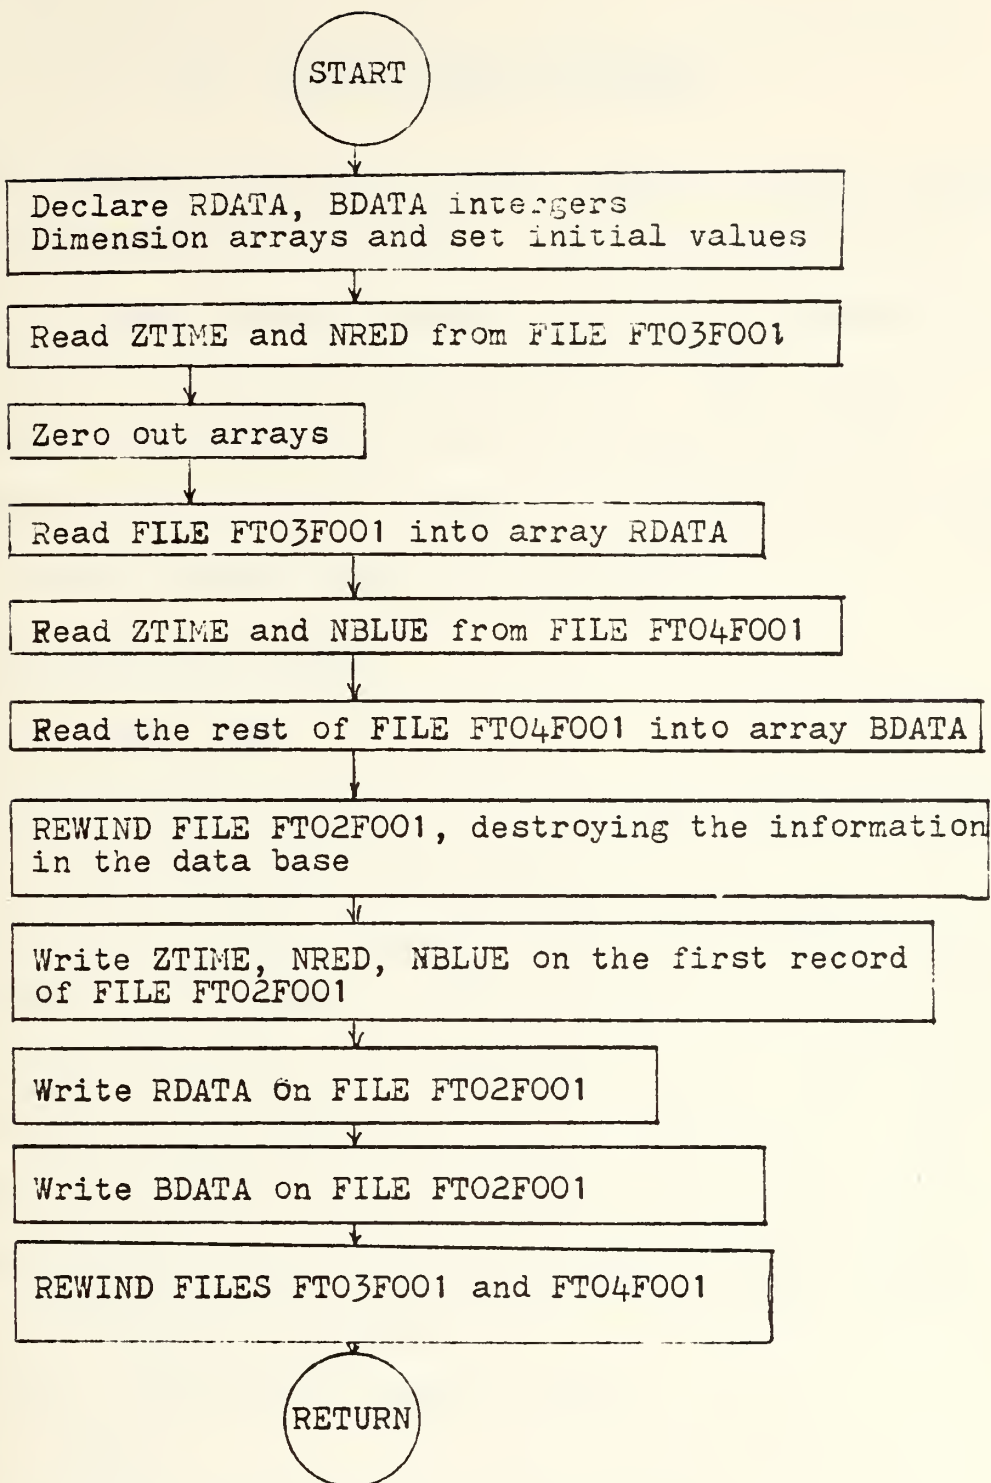 START
Declare RDATA, BDATA intergers
Dimension arrays and set initial values
Read ZTIME and NRED from FILE FT03F001
Zero out arrays
Read FILE FT03F001 into array RDATA
Read ZTIME and NBLUE from FILE FT04F001
Read the rest of FILE FT04F001 into array BDATA
REWIND FILE FT02F001, destroying the information
in the data base
Write ZTIME, NRED, NBLUE on the first record
of FILE FT02F001
Write RDATA on FILE FT02F001
Write BDATA on FILE FT02F001
REWIND FILES FT03F001 and FT04F001
RETURN